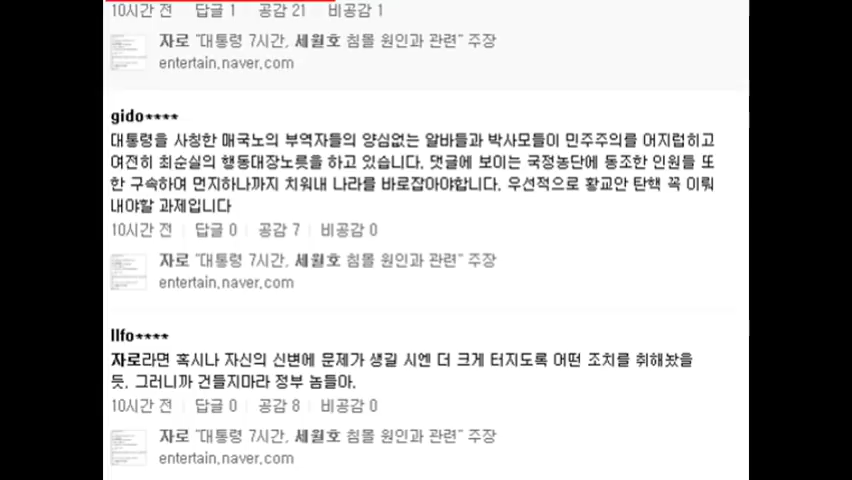 10시간 전 답글 1 공감 21 비공감 1
자로 "대통령 7시간, 세월호 침몰 원인과 관련" 주장
entertain.naver.com
gido****
대통령을 사칭한 매국노의 부역자들의 양심없는 알바들과 박사모들이 민주주의를 어지럽히고
여전히 최순실의 행동대장노릇을 하고 있습니다. 댓글에 보이는 국정농단에 동조한 인원들 또
한 구속하여 먼지하나까지 치워내 나라를 바로잡아야합니다. 우선적으로 황교안 탄핵 꼭 이뤄
내야할 과제입니다
10시간 전 답글 0 공감 7 비공감 0
자로 "대통령 7시간, 세월호 침몰 원인과 관련" 주장
entertain.naver.com
llfo****
자로라면 혹시나 자신의 신변에 문제가 생길 시엔 더 크게 터지도록 어떤 조치를 취해놨을
듯. 그러니까 건들지마라 정부 놈들아.
10시간 전 답글 0 공감 8 비공감 0
자로 "대통령 7시간, 세월호 침몰 원인과 관련" 주장
entertain.naver.com